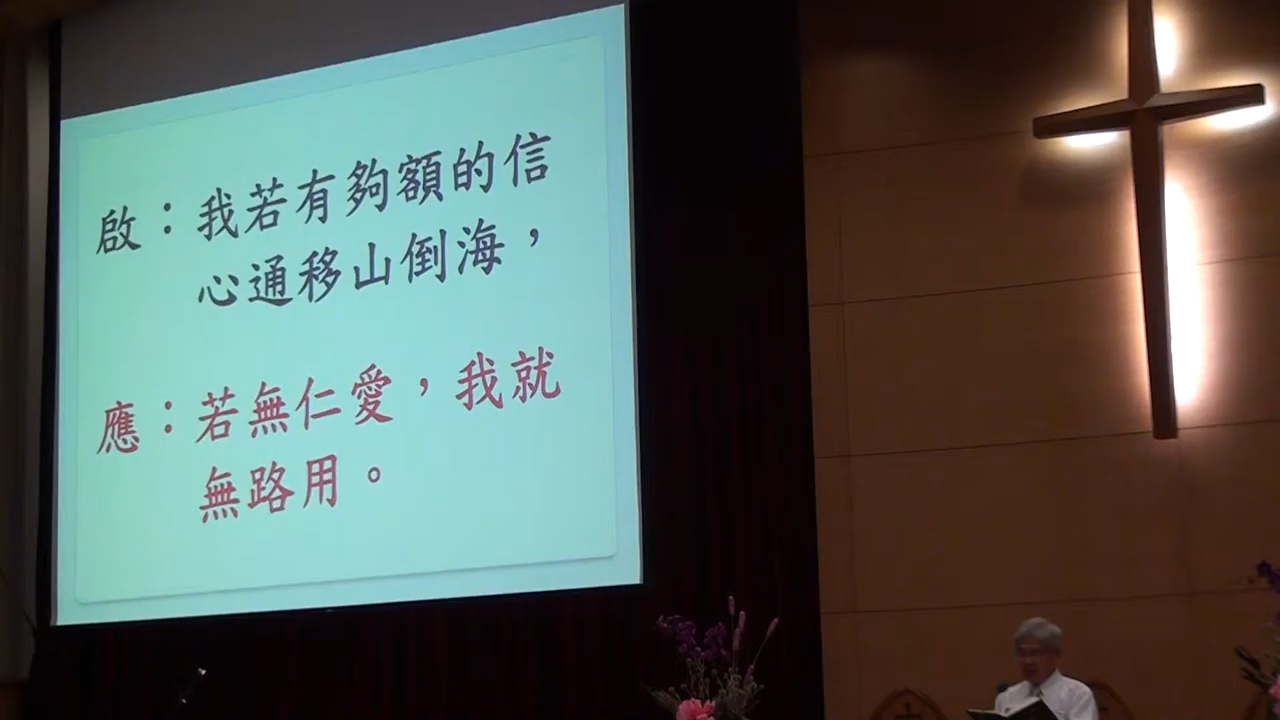 啟：我若有夠額的信
心通移山倒海，
應：若無仁愛，我就
無路用。